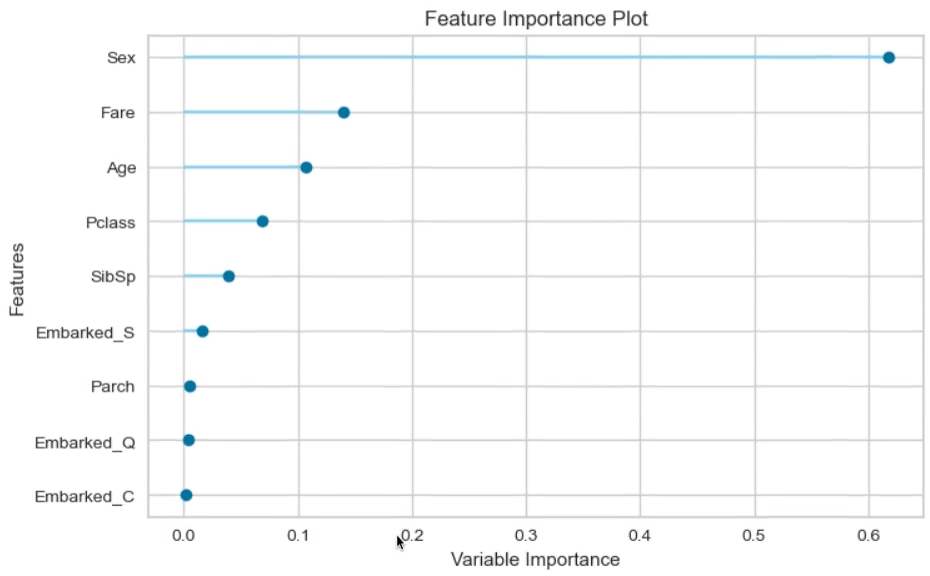 Feature Importance Plot
Sex
Fare
Age
Pclass
SibSp
Embarked_S
Parch
Embarked_Q
Embarked_C
Features
0.0 0.1 0.2 0.3 0.4 0.5 0.6
Variable Importance